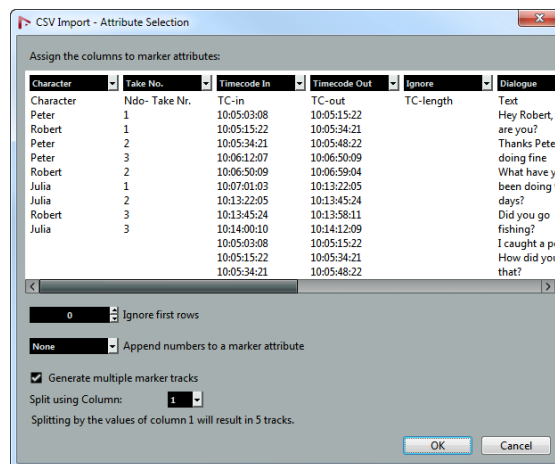 CSV Import - Attribute Selection
Assign the columns to marker attributes:
Character Take No. Timecode In Timecode Out Ignore Dialogue
Character Ndo- Take Nr. TC-in TC-out TC-length Text
Peter 1 10:05:03:08 10:05:15:22 Hey Robert,
Robert 1 10:05:15:22 10:05:34:21 are you?
Peter 2 10:05:34:21 10:05:48:22 Thanks Pete
Peter 3 10:06:12:07 10:06:50:09 doing fine
Robert 2 10:06:50:09 10:06:59:04 What have y
Julia 1 10:07:01:03 10:13:22:05 been doing
Julia 2 10:13:22:05 10:13:45:24 days?
Robert 3 10:13:45:24 10:13:58:11 Did you go
Julia 3 10:14:00:10 10:14:12:09 fishing?
10:05:03:08 10:05:15:22 I caught a p
10:05:15:22 10:05:34:21 How did you
10:05:34:21 10:05:48:22 that?
0 Ignore first rows
None Append numbers to a marker attribute
Generate multiple marker tracks
Split using Column: 1
Splitting by the values of column 1 will result in 5 tracks.
OK Cancel